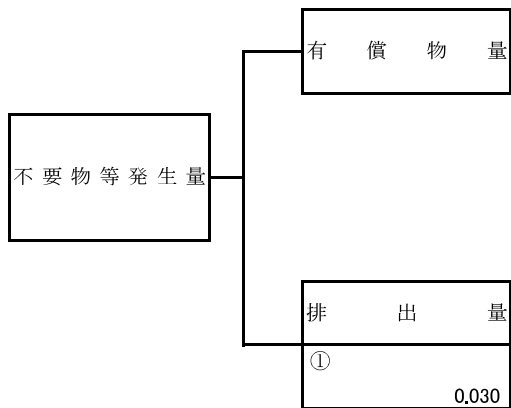 有償物量
不要物等発生量
排出量
①
0.030